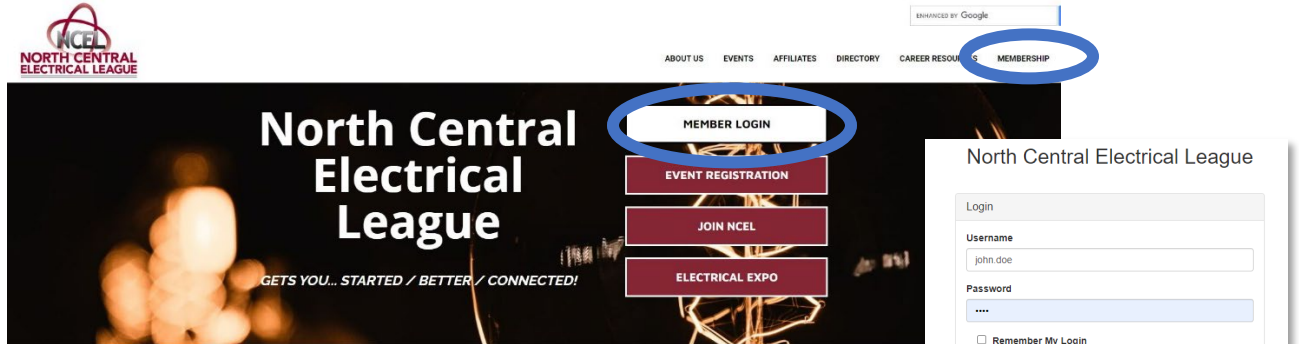 NCEL
NORTH CENTRAL
ELECTRICAL LEAGUE
ENHANCED BY Google
ABOUT US EVENTS AFFILIATES DIRECTORY CAREER RESOURCES MEMBERSHIP
North Central
Electrical
League
GETS YOU... STARTED / BETTER / CONNECTED!
MEMBER LOGIN
EVENT REGISTRATION
JOIN NCEL
ELECTRICAL EXPO
North Central Electrical League
Login
Username
john.doe
Password
••••
Remember My Login